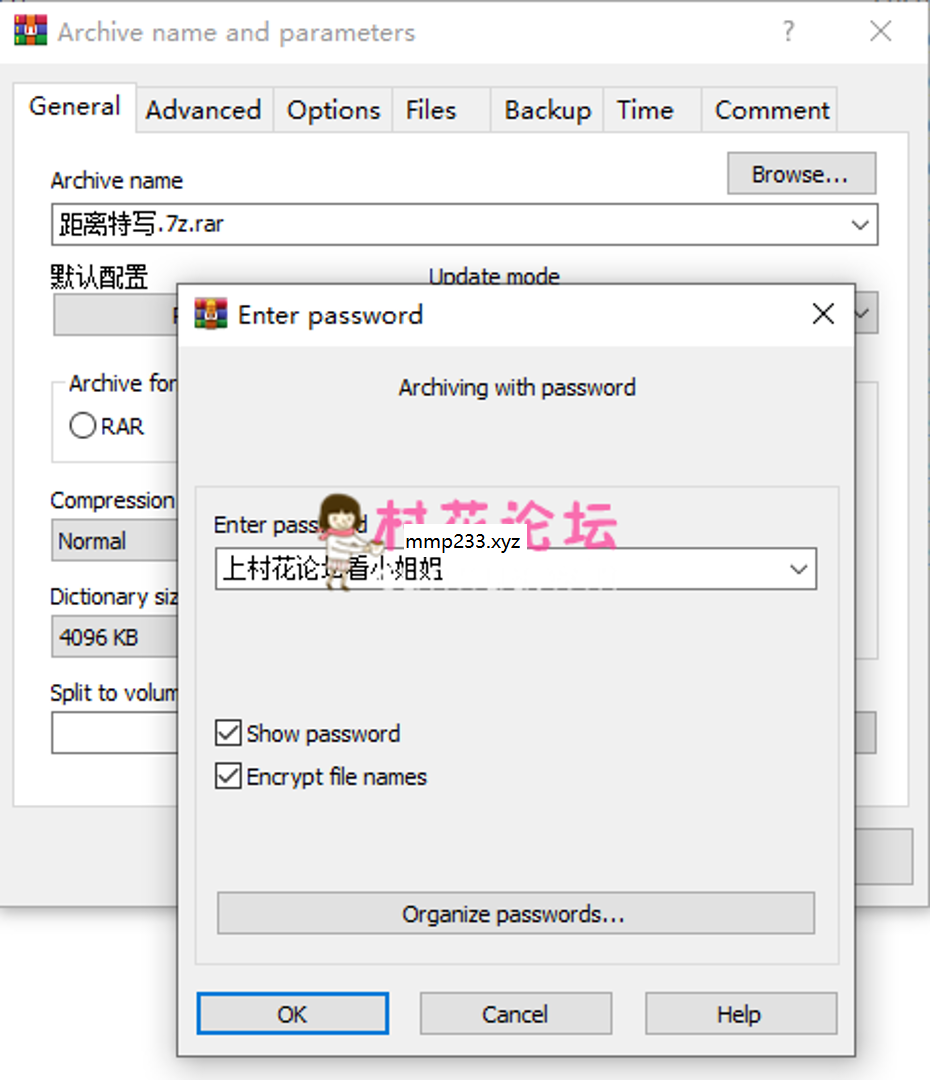 Archive name and parameters
General Advanced Options Files Backup Time Comment
Archive name
Browse...
距离特写.7z.rar
默认配置
Update mode
Enter password
Archiving with password
Archive for
RAR
Compression
Normal
Enter password
村花论坛
mmp233.xyz
上村花论坛看小姐姐
Dictionary siz
4096 KB
Split to volum
Show password
Encrypt file names
Organize passwords...
OK Cancel Help